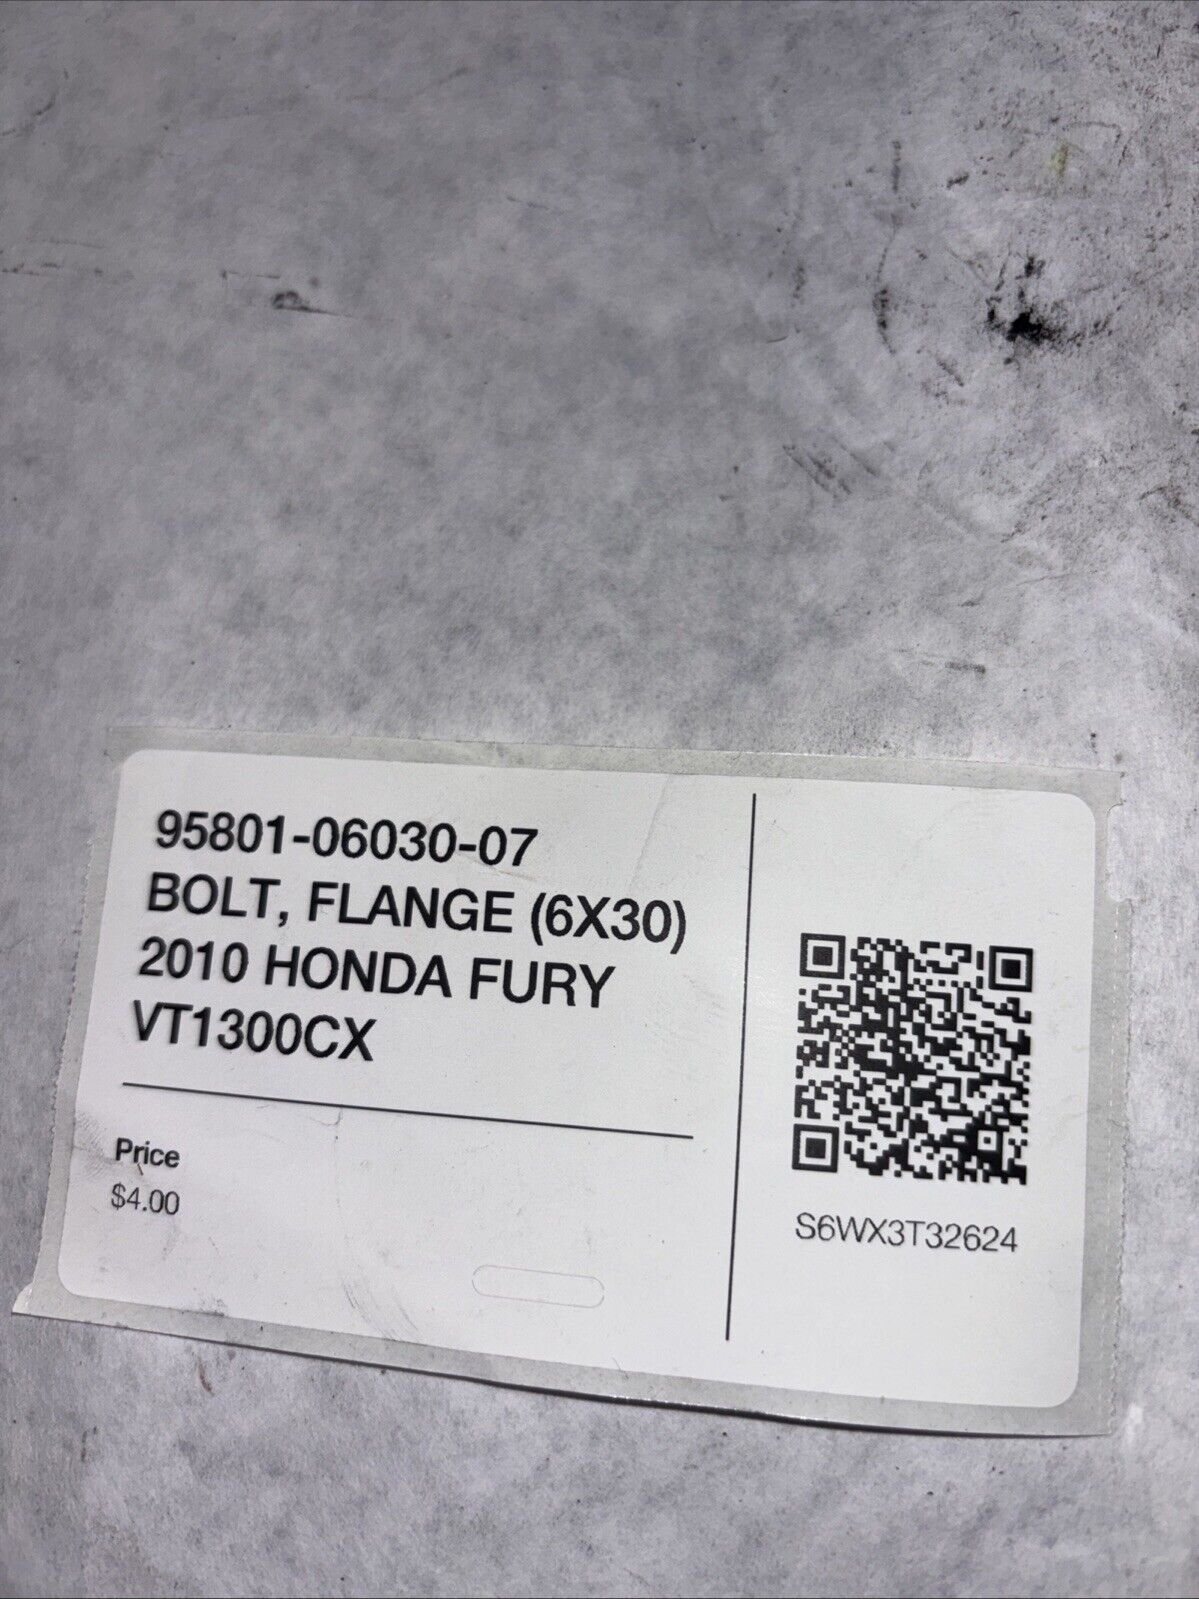 95801-06030-07
BOLT, FLANGE (6X30)
2010 HONDA FURY
VT1300CX
Price
$4.00
S6WX3T32624